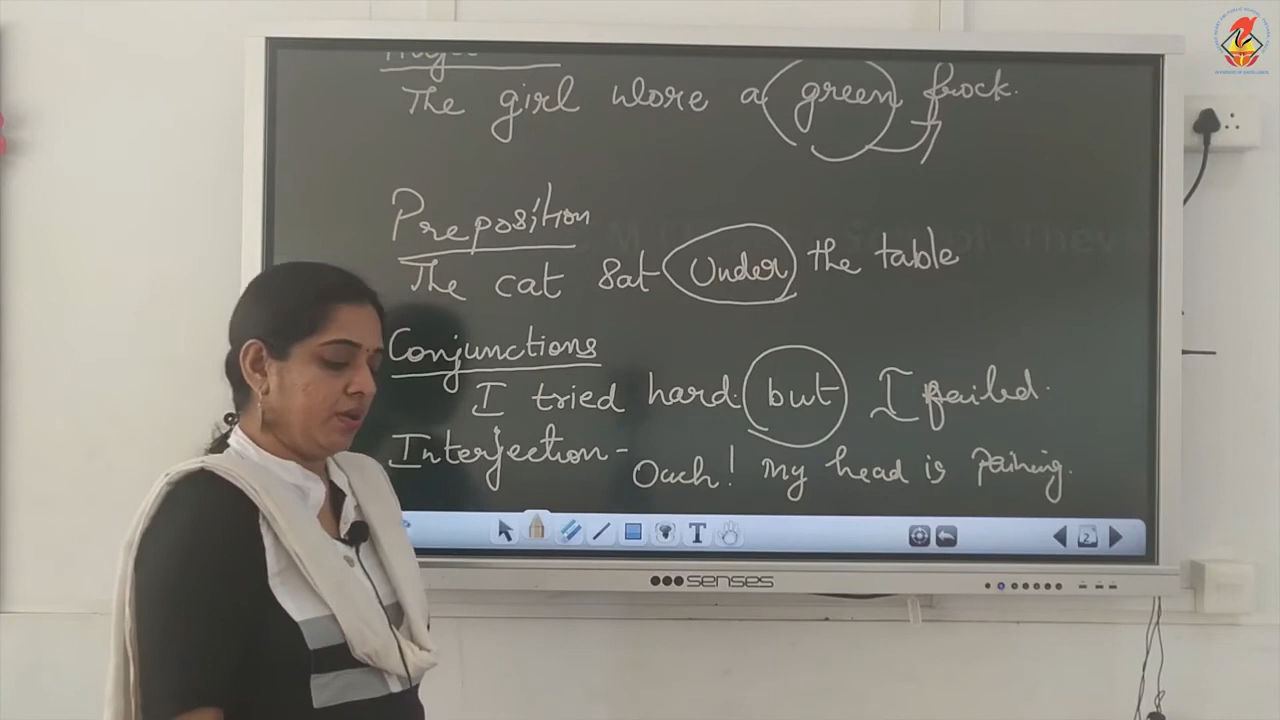 The girl wore a green frock.
Preposition
The cat sat under the table
Conjunctions
I tried hard but I failed.
Interjection - Ouch! My head is paining.
T
2
senses